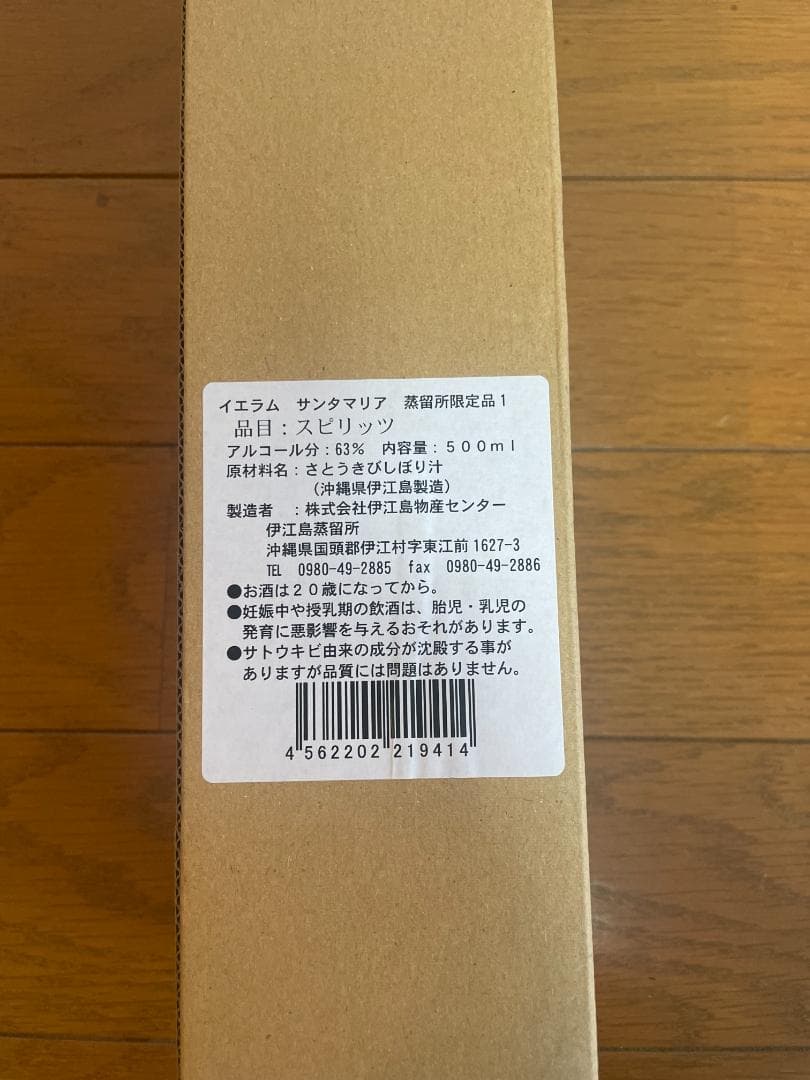 イエラム　サンタマリア　蒸留所限定品1
品目：スピリッツ
アルコール分：63%　内容量：５００ｍｌ
原材料名：さとうきびしぼり汁
（沖縄県伊江島製造）
製造者　：株式会社伊江島物産センター
伊江島蒸留所
沖縄県国頭郡伊江村字東江前1627-3
℡　0980-49-2885　fax　0980-49-2886
●お酒は２０歳になってから。
●妊娠中や授乳期の飲酒は、胎児・乳児の
発育に悪影響を与えるおそれがあります。
●サトウキビ由来の成分が沈殿する事が
ありますが品質には問題はありません。
4 562202 219414